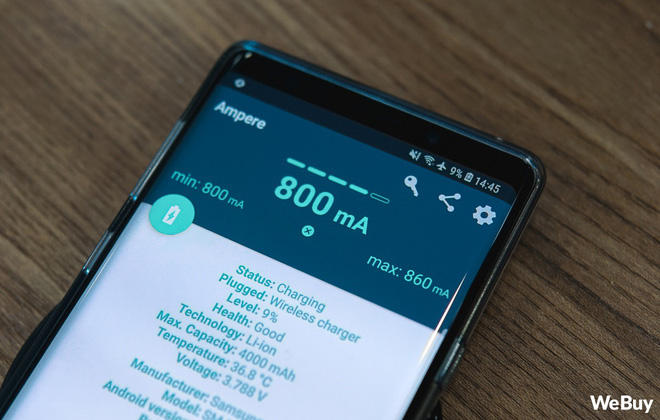 9% 14:45
Ampere
800 mA
min: 800 mA
max: 860 mA
Status: Charging
Plugged: Wireless charger
Level: 9%
Health: Good
Technology: Li-ion
Max. Capacity: 4000 mAh
Temperature: 36.8 °C
Voltage: 3.788 V
Manufacturer: Samsung
Model:
Android version:
WeBuy